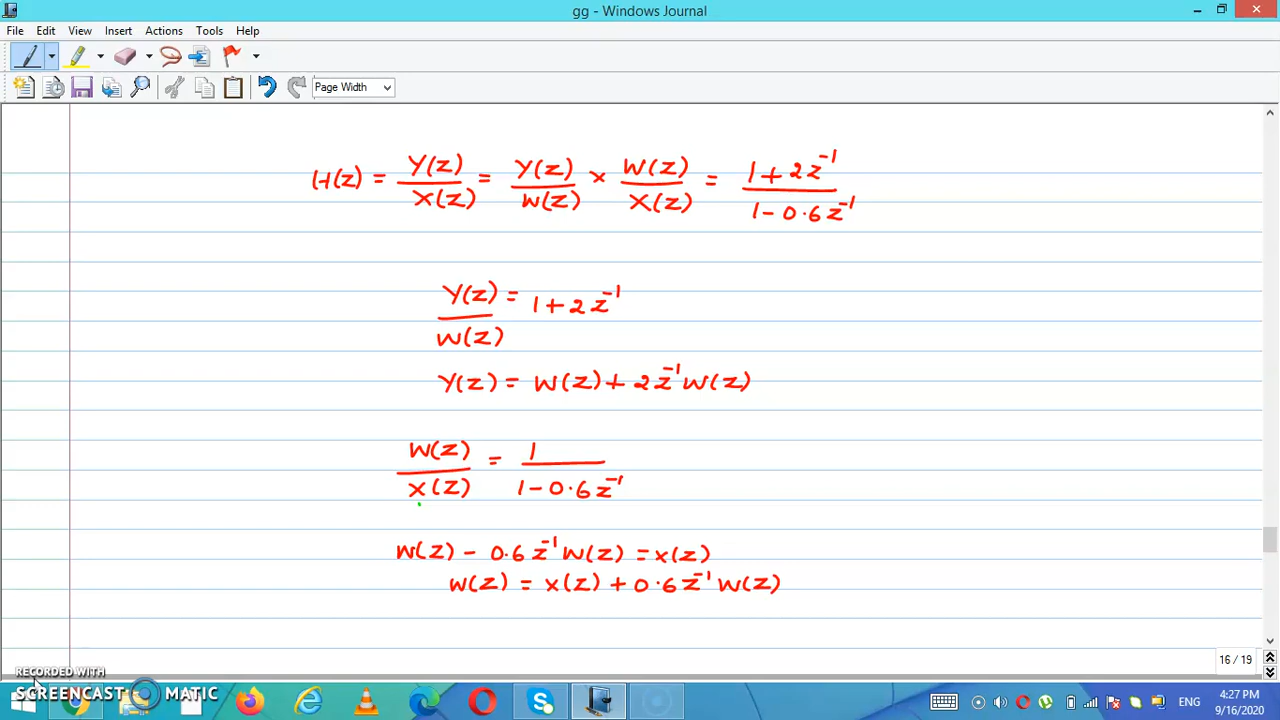 gg - Windows Journal
File Edit View Insert Actions Tools Help
Page Width
H(z) = Y(z)/X(z) = Y(z)/W(z) × W(z)/X(z) = 1+2z⁻¹/1-0.6z⁻¹
Y(z)/W(z) = 1+2z⁻¹
Y(z) = W(z)+2z⁻¹W(z)
W(z)/X(z) = 1/1-0.6z⁻¹
W(z) - 0.6z⁻¹W(z) = X(z)
W(z) = X(z) + 0.6z⁻¹W(z)
16 / 19
RECORDED WITH
SCREENCAST MATIC
ENG
4:27 PM
9/16/2020